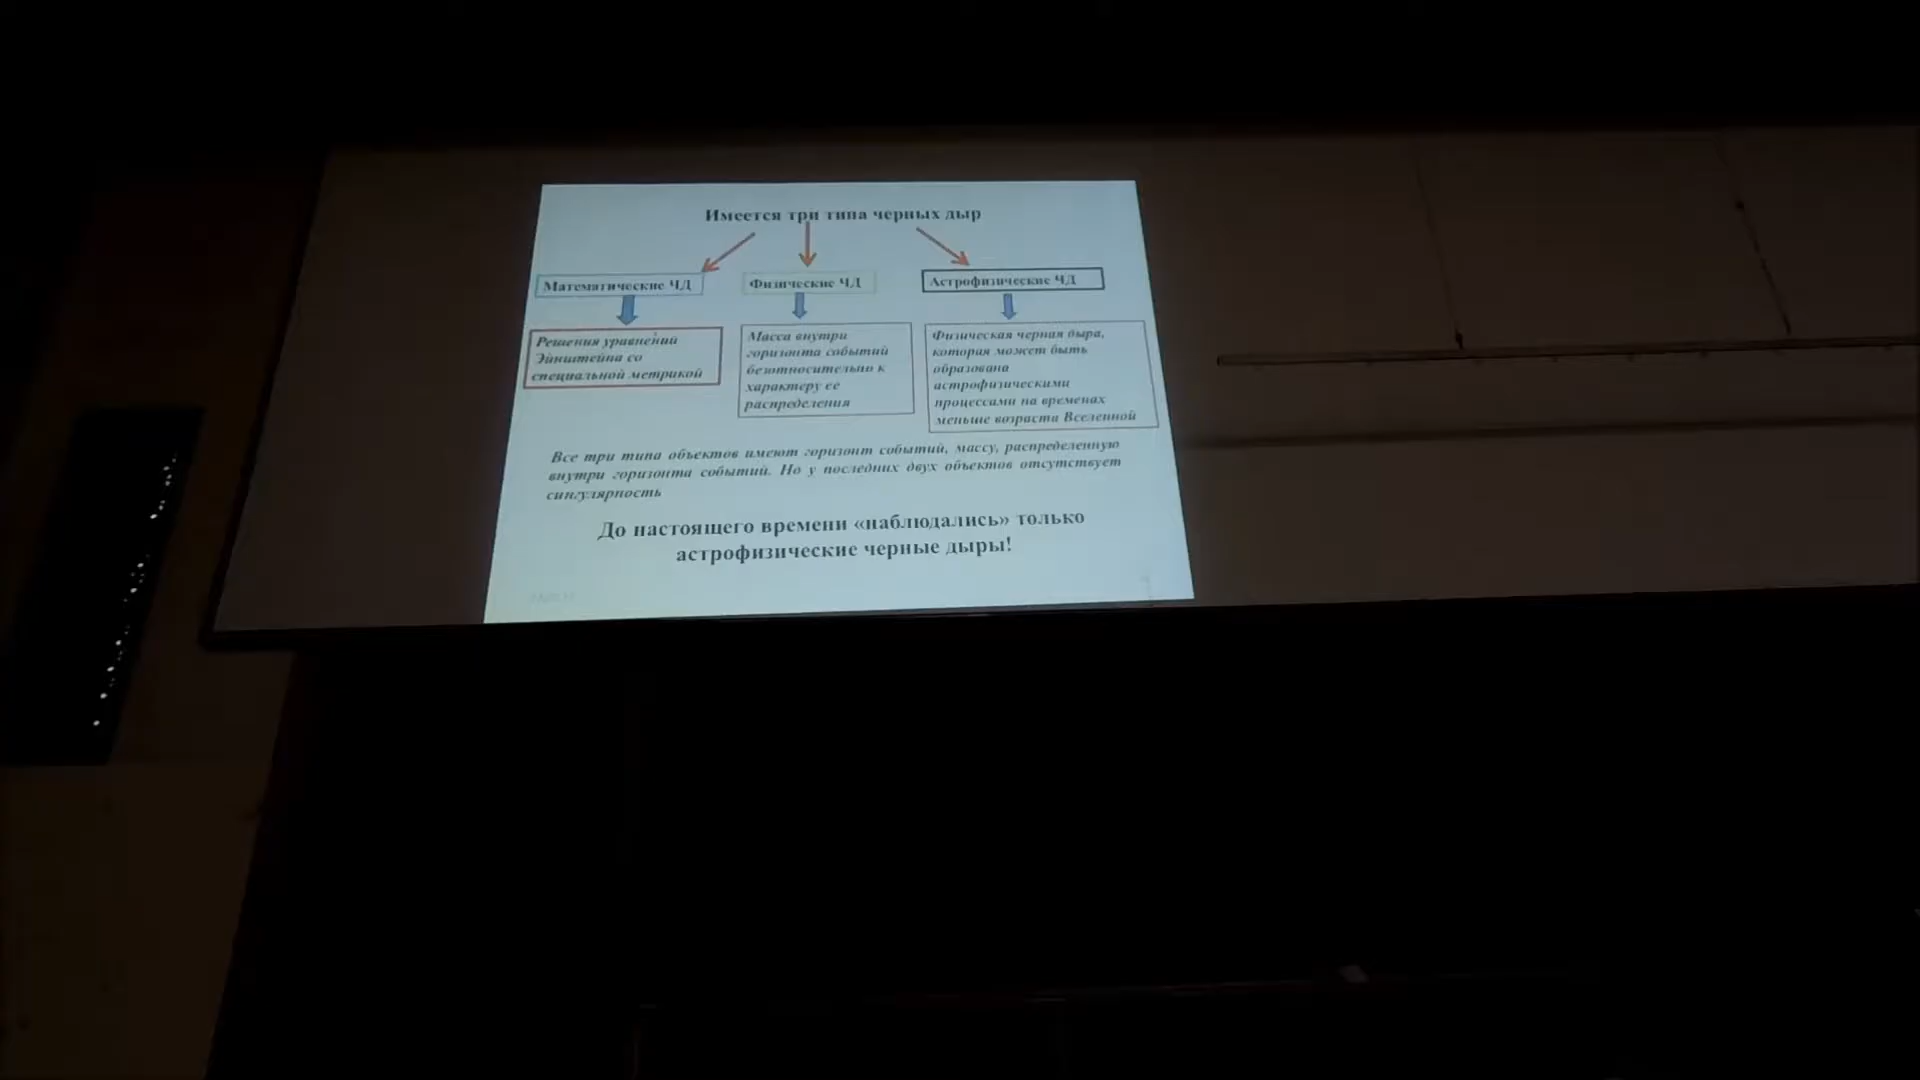 Имеется три типа черных дыр
Математические ЧД
Физические ЧД
Астрофизические ЧД
Решения уравнений
Эйнштейна со
специальной метрикой
Масса внутри
горизонта событий
безотносительно к
характеру ее
распределения
Физическая черная дыра,
которая может быть
образована
астрофизическими
процессами на временах
меньше возраста Вселенной
Все три типа объектов имеют горизонт событий, массу, распределенную
внутри горизонта событий. Но у последних двух объектов отсутствует
сингулярность
До настоящего времени «наблюдались» только
астрофизические черные дыры!